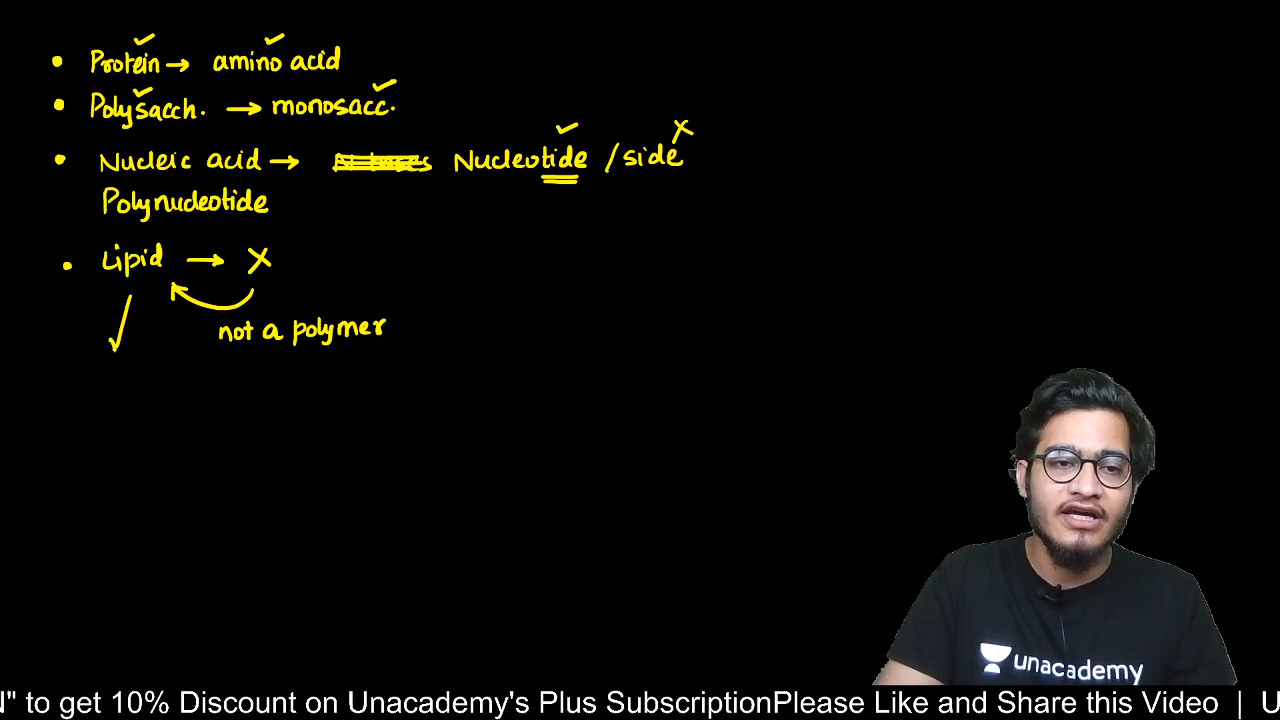 • Protein → amino acid
• Polysacch. → monosacc.
• Nucleic acid → Nucleotide / side
Polynucleotide
• Lipid → X
not a polymer
unacademy
" to get 10% Discount on Unacademy's Plus SubscriptionPlease Like and Share this Video | U